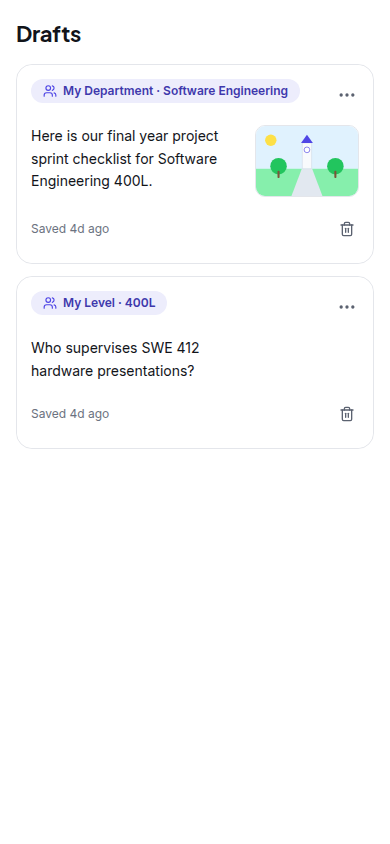 Drafts
My Department · Software Engineering
Here is our final year project
sprint checklist for Software
Engineering 400L.
Saved 4d ago
My Level · 400L
Who supervises SWE 412
hardware presentations?
Saved 4d ago